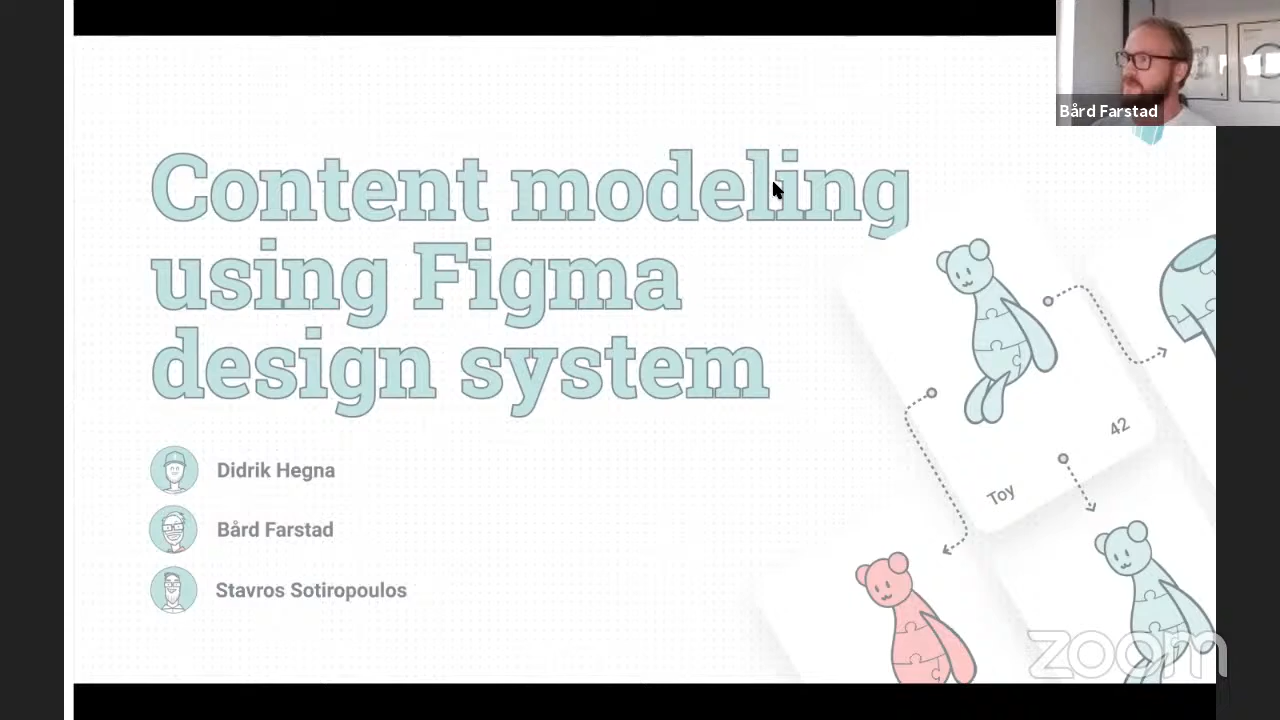 Bård Farstad
Content modeling
using Figma
design system
Didrik Hegna
Bård Farstad
Stavros Sotiropoulos
42
Toy
zoom